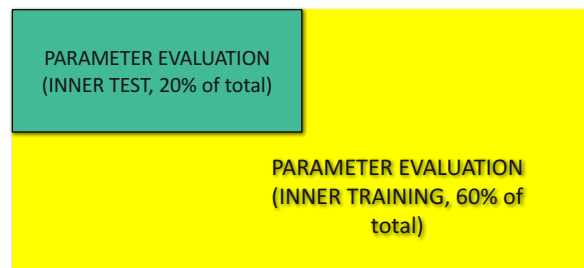 PARAMETER EVALUATION
(INNER TEST, 20% of total)
PARAMETER EVALUATION
(INNER TRAINING, 60% of
total)